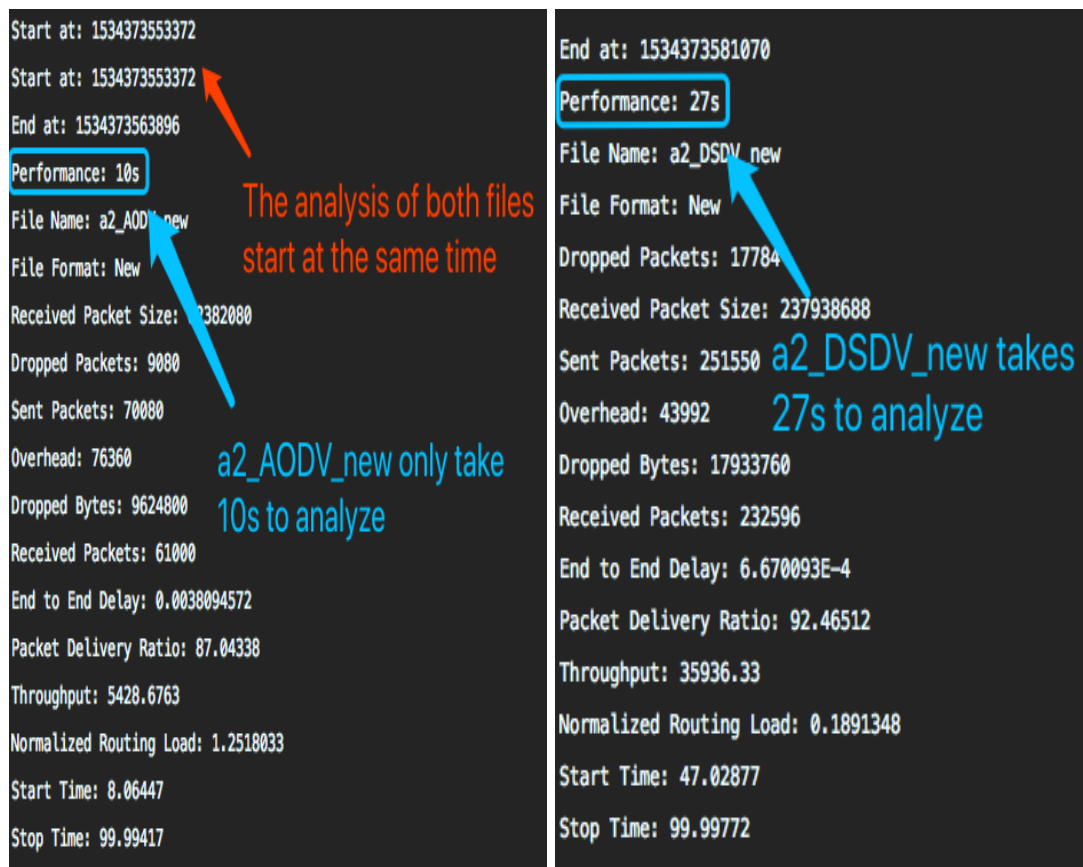 Start at: 1534373553372
Start at: 1534373553372
End at: 1534373563896
Performance: 10s
File Name: a2_AODV_new
File Format: New
Received Packet Size: 2382080
Dropped Packets: 9080
Sent Packets: 70080
Overhead: 76360
Dropped Bytes: 9624800
Received Packets: 61000
End to End Delay: 0.0038094572
Packet Delivery Ratio: 87.04338
Throughput: 5428.6763
Normalized Routing Load: 1.2518033
Start Time: 8.06447
Stop Time: 99.99417
The analysis of both files
start at the same time
a2_AODV_new only take
10s to analyze
End at: 1534373581070
Performance: 27s
File Name: a2_DSDV_new
File Format: New
Dropped Packets: 17784
Received Packet Size: 237938688
Sent Packets: 251550
Overhead: 43992
Dropped Bytes: 17933760
Received Packets: 232596
End to End Delay: 6.670093E-4
Packet Delivery Ratio: 92.46512
Throughput: 35936.33
Normalized Routing Load: 0.1891348
Start Time: 47.02877
Stop Time: 99.99772
a2_DSDV_new takes
27s to analyze